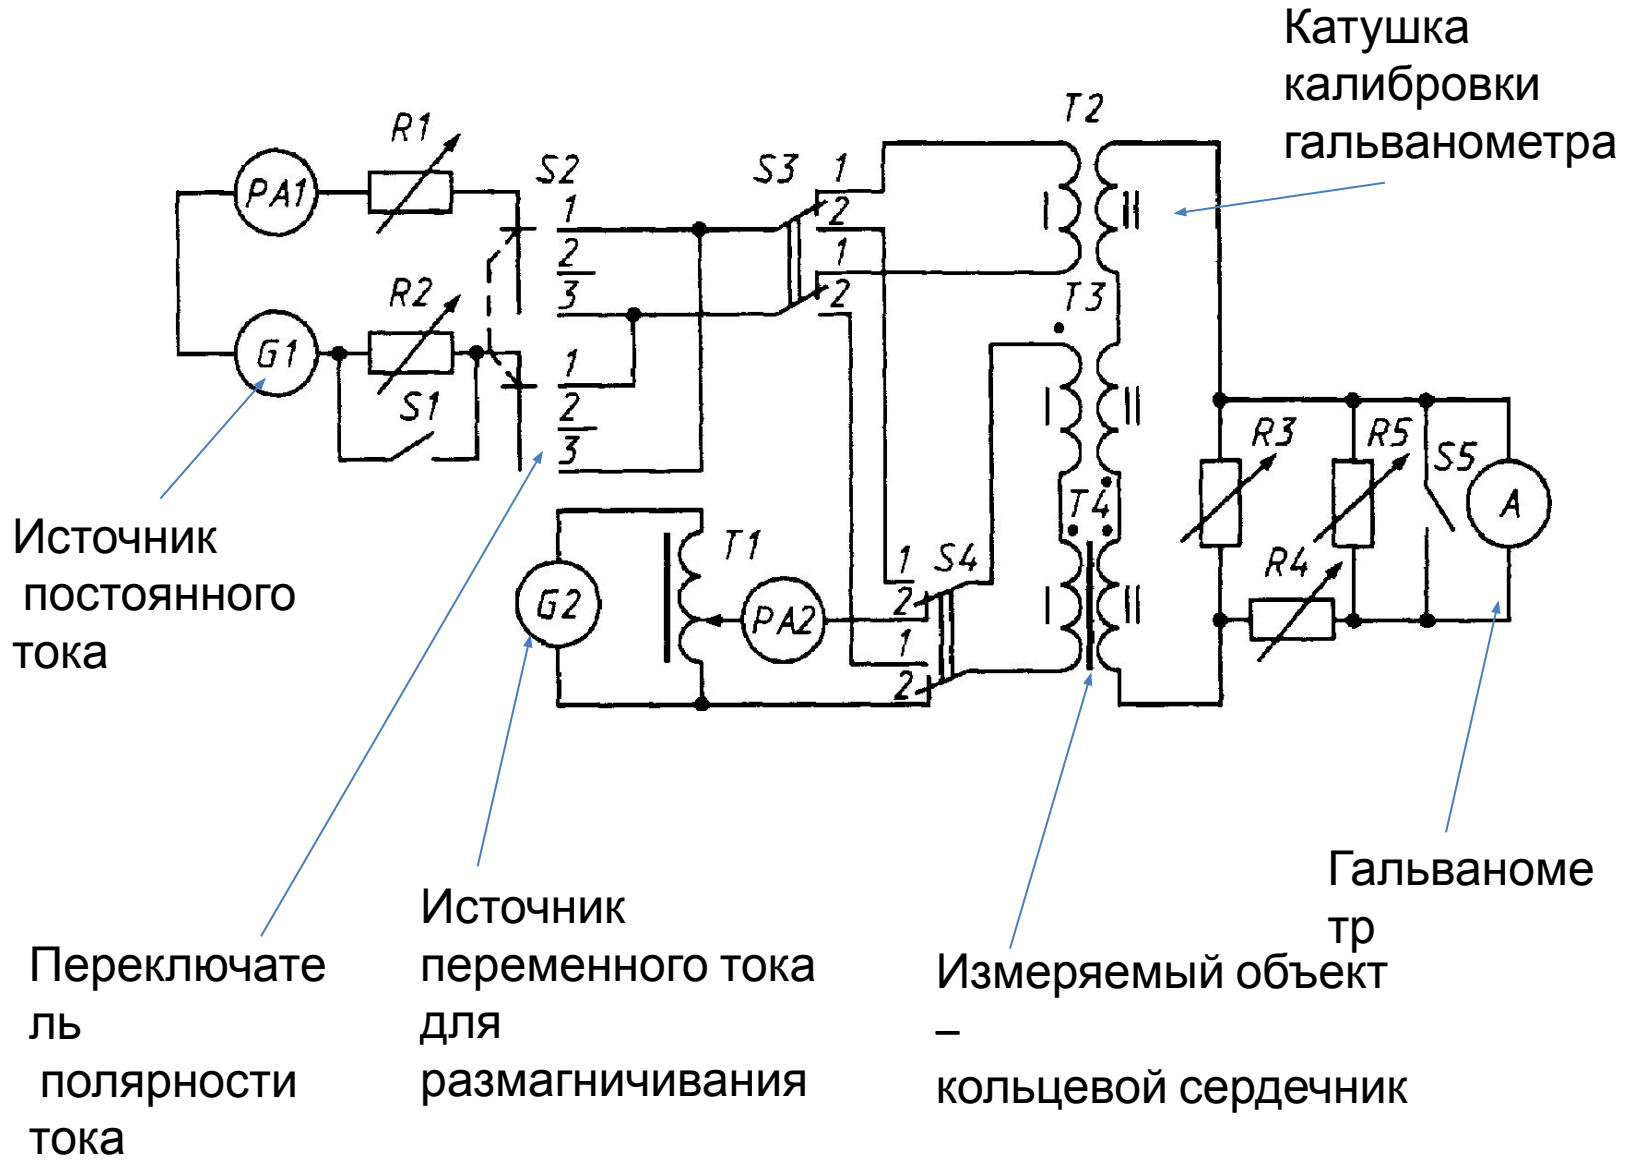 Катушка
калибровки
гальванометра
T2
R1
S2
S3
1
PA1
1
2
2
1
3
2
T3
R2
G1
1
S1
2
3
R3
R5
S5
A
T4
Источник
постоянного
тока
T1
S4
1
R4
G2
PA2
2
1
2
Гальваноме
тр
Источник
переменного тока
для
размагничивания
Переключате
ль
полярности
тока
Измеряемый объект
–
кольцевой сердечник